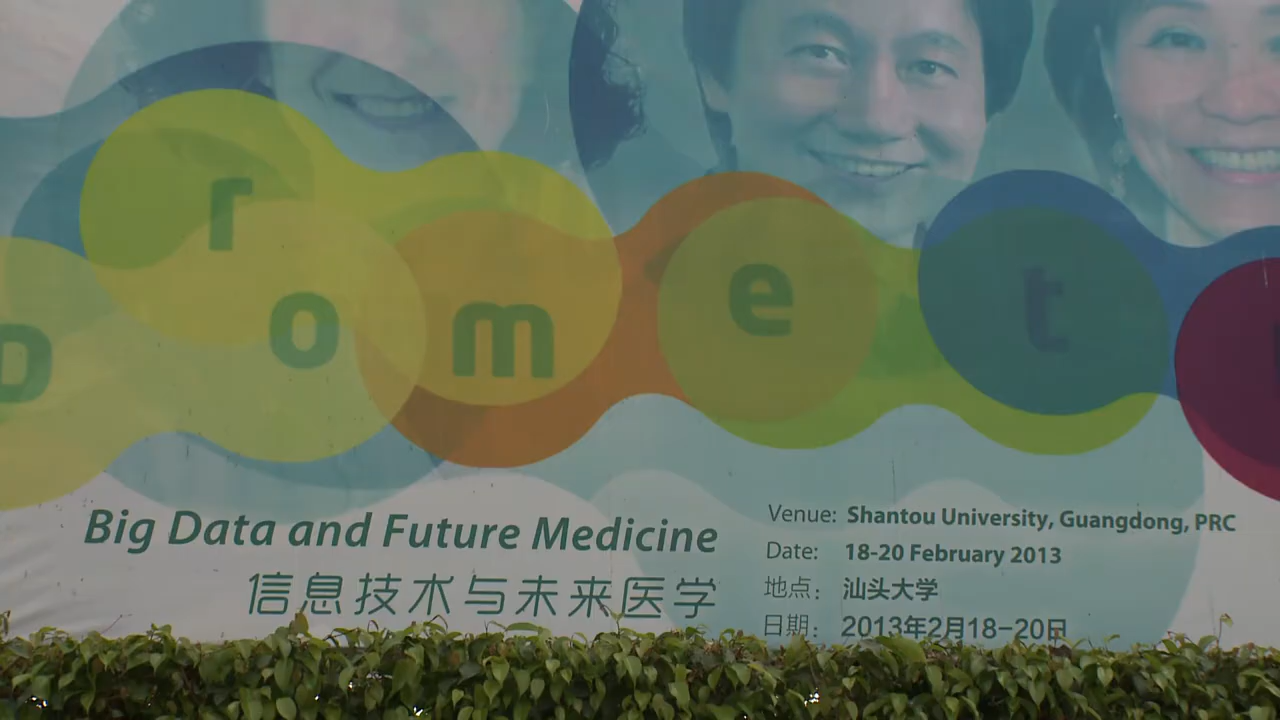 romet
Big Data and Future Medicine
信息技术与未来医学
Venue: Shantou University, Guangdong, PRC
Date: 18-20 February 2013
地点: 汕头大学
日期: 2013年2月18-20日